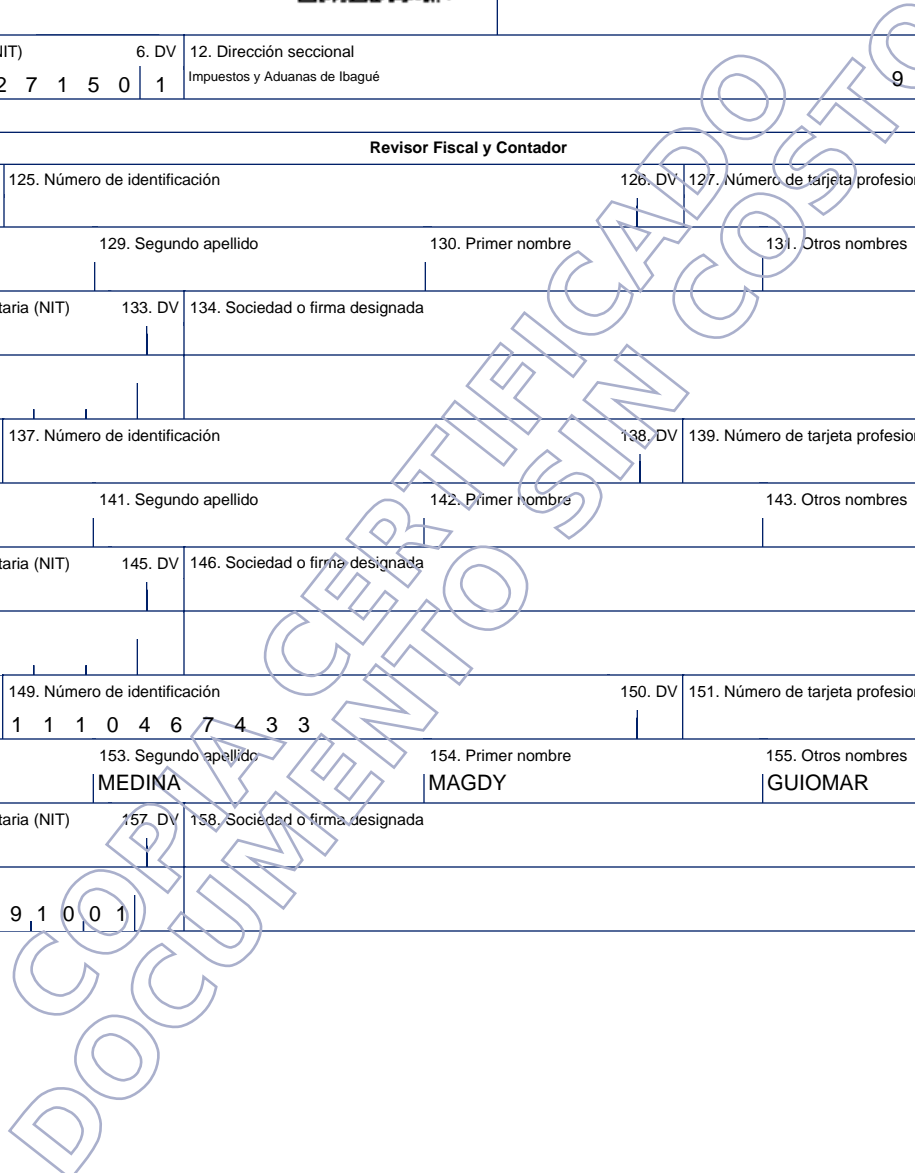 NIT) 6. DV 12. Dirección seccional
2 7 1 5 0 1 Impuestos y Aduanas de Ibagué 9
Revisor Fiscal y Contador
125. Número de identificación 126. DV 127. Número de tarjeta profesion
129. Segundo apellido 130. Primer nombre 131. Otros nombres
taria (NIT) 133. DV 134. Sociedad o firma designada
137. Número de identificación 138. DV 139. Número de tarjeta profesion
141. Segundo apellido 142. Primer nombre 143. Otros nombres
taria (NIT) 145. DV 146. Sociedad o firma designada
149. Número de identificación 150. DV 151. Número de tarjeta profesion
1 1 1 0 4 6 7 4 3 3
153. Segundo apellido 154. Primer nombre 155. Otros nombres
MEDINA MAGDY GUIOMAR
taria (NIT) 157. DV 158. Sociedad o firma designada
9 1 0 0 1
COPIA CERTIFICADO
DOCUMENTO SIN COSTO